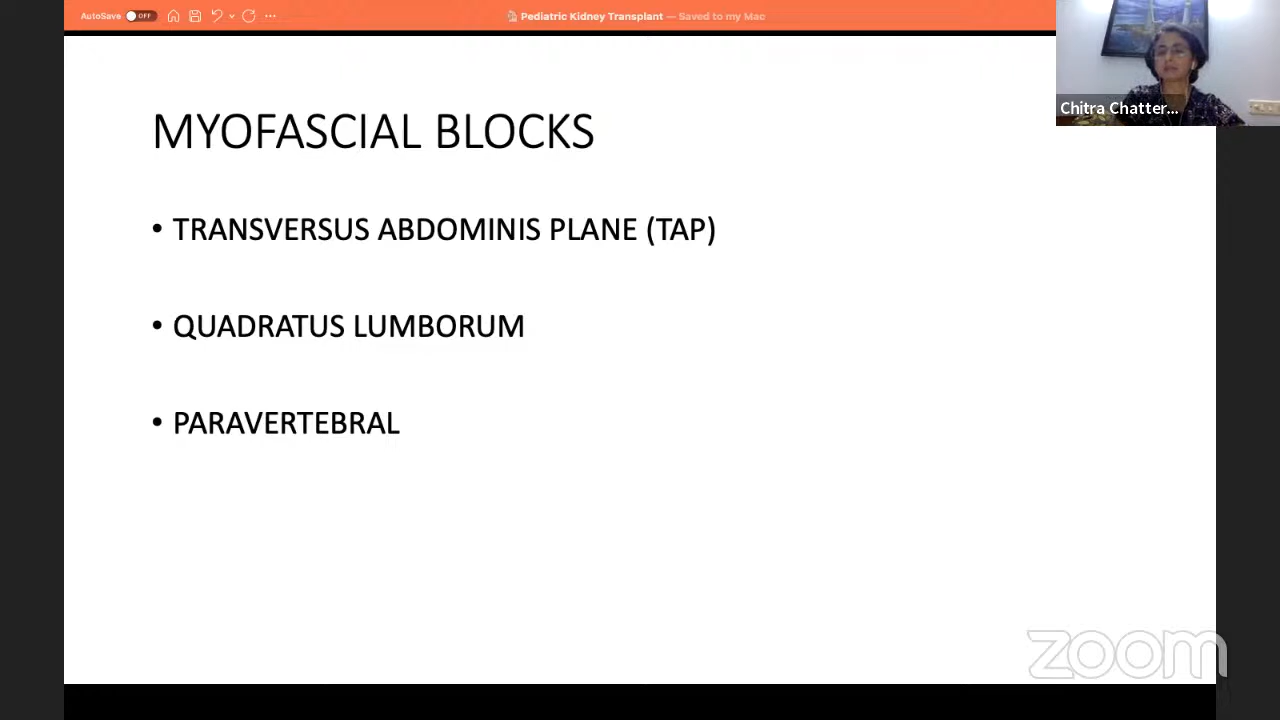 AutoSave OFF
Pediatric Kidney Transplant — Saved to my Mac
Chitra Chatter...
MYOFASCIAL BLOCKS
• TRANSVERSUS ABDOMINIS PLANE (TAP)
• QUADRATUS LUMBORUM
• PARAVERTEBRAL
zoom